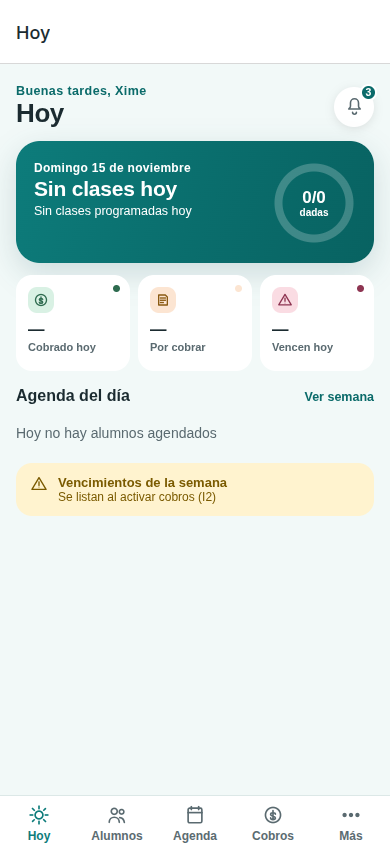 Hoy
Buenas tardes, Xime
Hoy
3
Domingo 15 de noviembre
Sin clases hoy
Sin clases programadas hoy
0/0
dadas
—
Cobrado hoy
—
Por cobrar
—
Vencen hoy
Agenda del día
Ver semana
Hoy no hay alumnos agendados
Vencimientos de la semana
Se listan al activar cobros (I2)
Hoy
Alumnos
Agenda
Cobros
Más